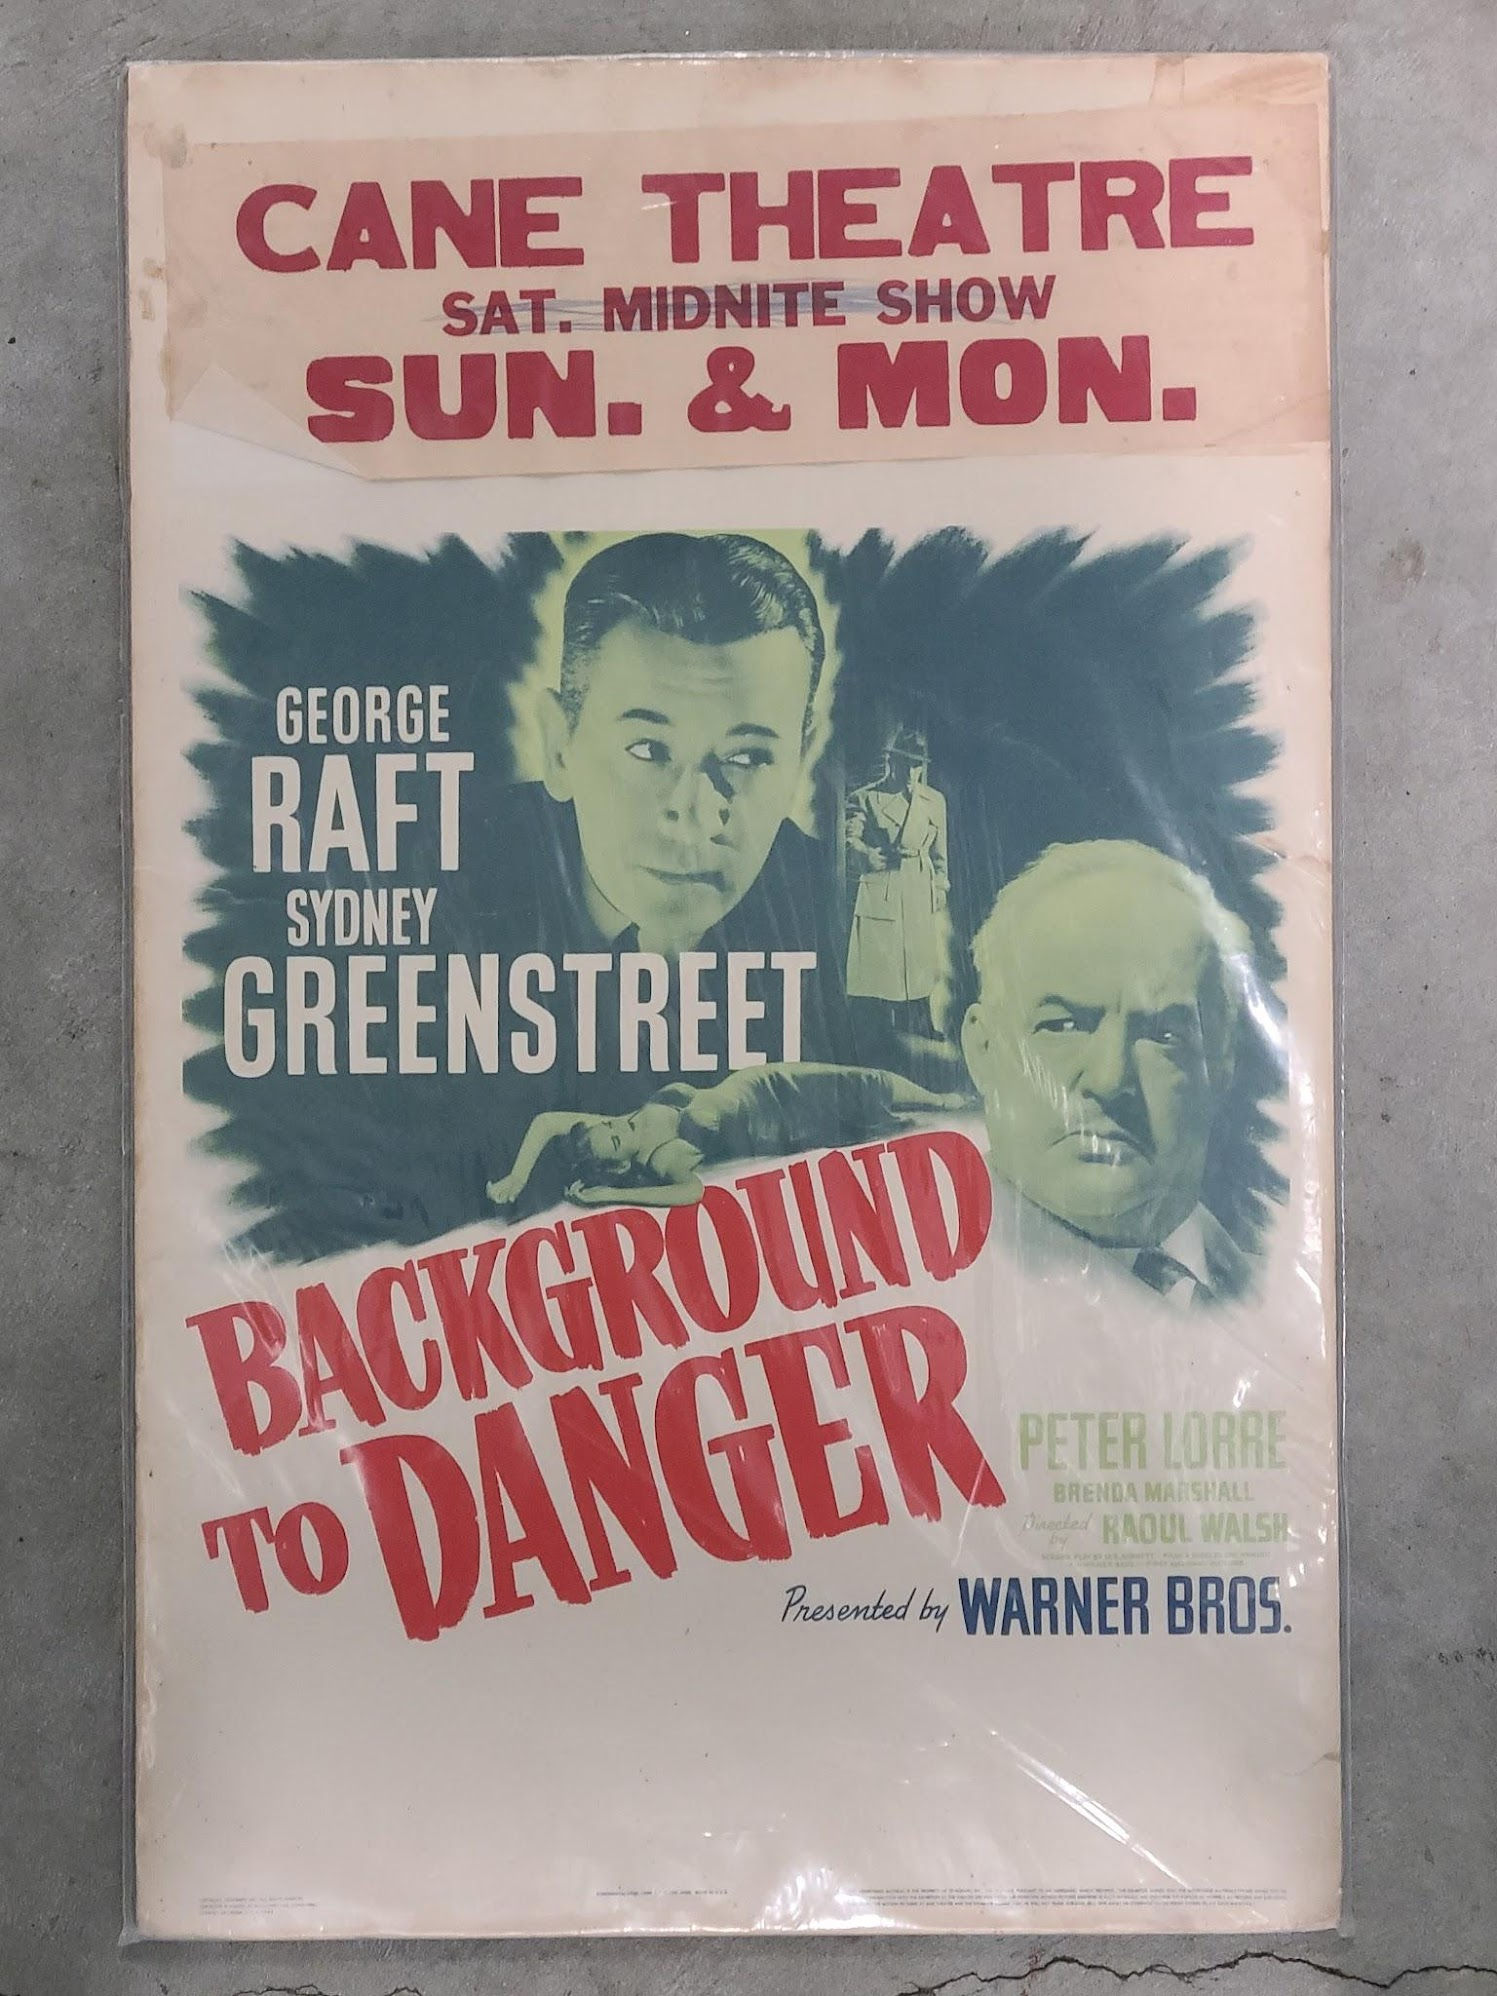 CANE THEATRE
SAT. MIDNITE SHOW
SUN. & MON.
GEORGE
RAFT
SYDNEY
GREENSTREET
BACKGROUND
TO DANGER
PETER LORRE
BRENDA MARSHALL
Directed by RAOUL WALSH
Presented by WARNER BROS.